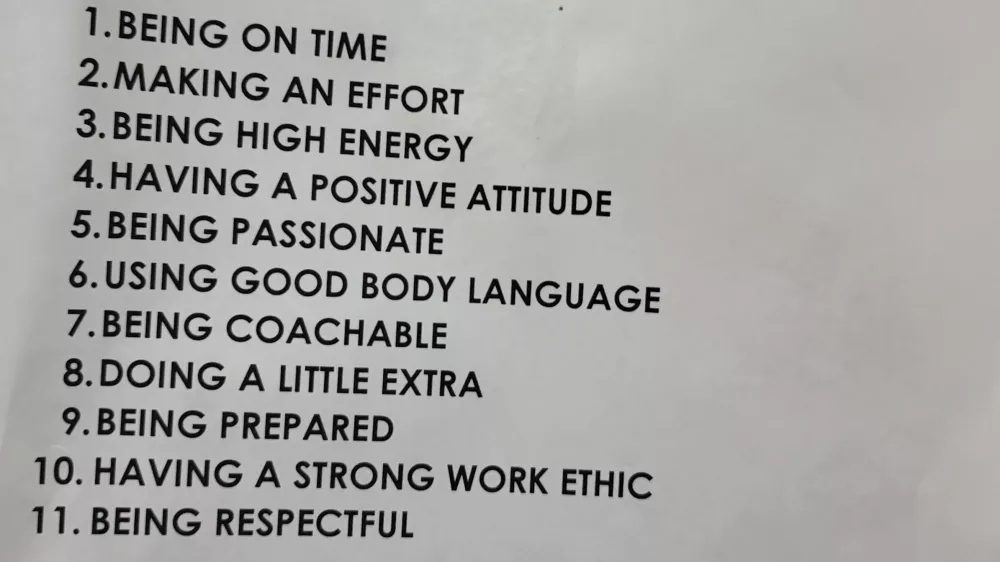 1. BEING ON TIME
2. MAKING AN EFFORT
3. BEING HIGH ENERGY
4. HAVING A POSITIVE ATTITUDE
5. BEING PASSIONATE
6. USING GOOD BODY LANGUAGE
7. BEING COACHABLE
8. DOING A LITTLE EXTRA
9. BEING PREPARED
10. HAVING A STRONG WORK ETHIC
11. BEING RESPECTFUL